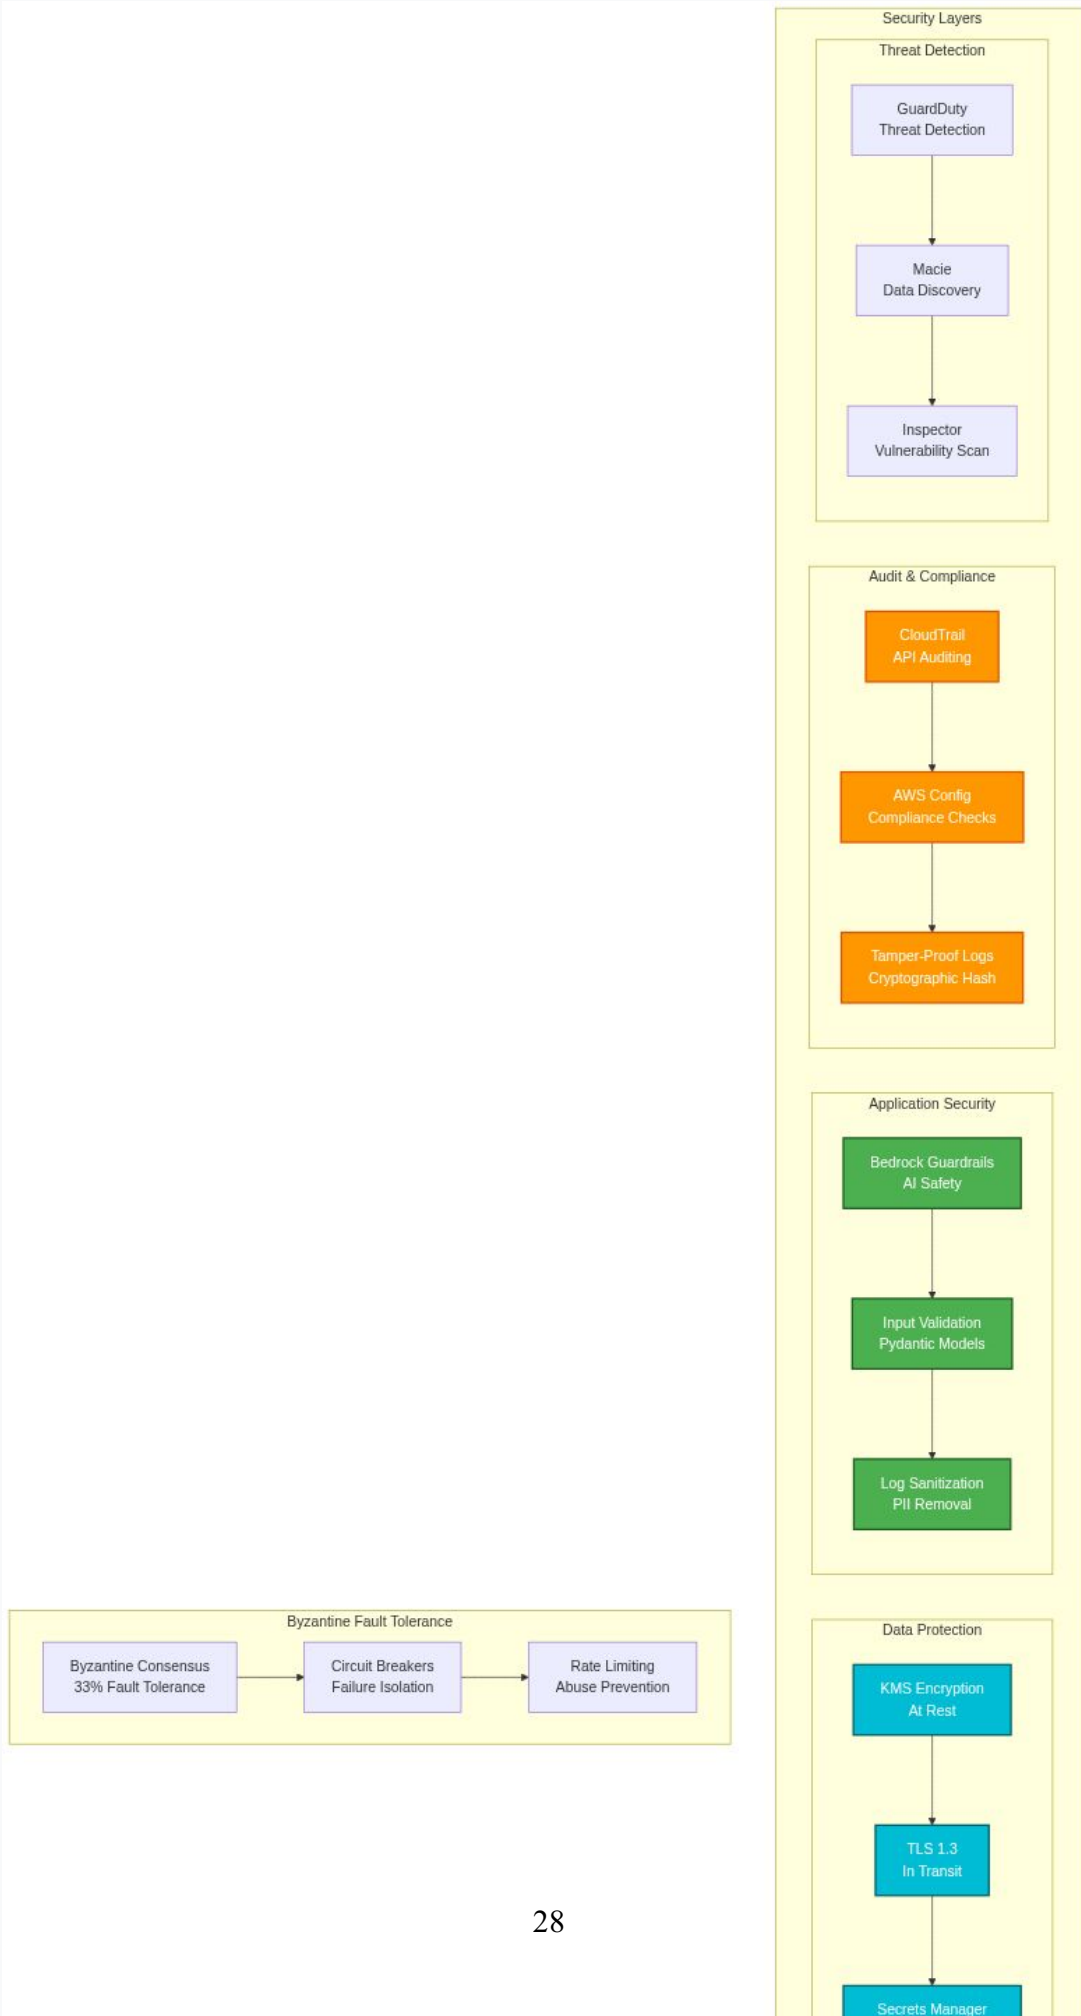 Security Layers
Threat Detection
GuardDuty
Threat Detection
Macie
Data Discovery
Inspector
Vulnerability Scan
Audit & Compliance
CloudTrail
API Auditing
AWS Config
Compliance Checks
Tamper-Proof Logs
Cryptographic Hash
Application Security
Bedrock Guardrails
AI Safety
Input Validation
Pydantic Models
Log Sanitization
PII Removal
Byzantine Fault Tolerance
Byzantine Consensus
33% Fault Tolerance
Circuit Breakers
Failure Isolation
Rate Limiting
Abuse Prevention
Data Protection
KMS Encryption
At Rest
TLS 1.3
In Transit
Secrets Manager
28